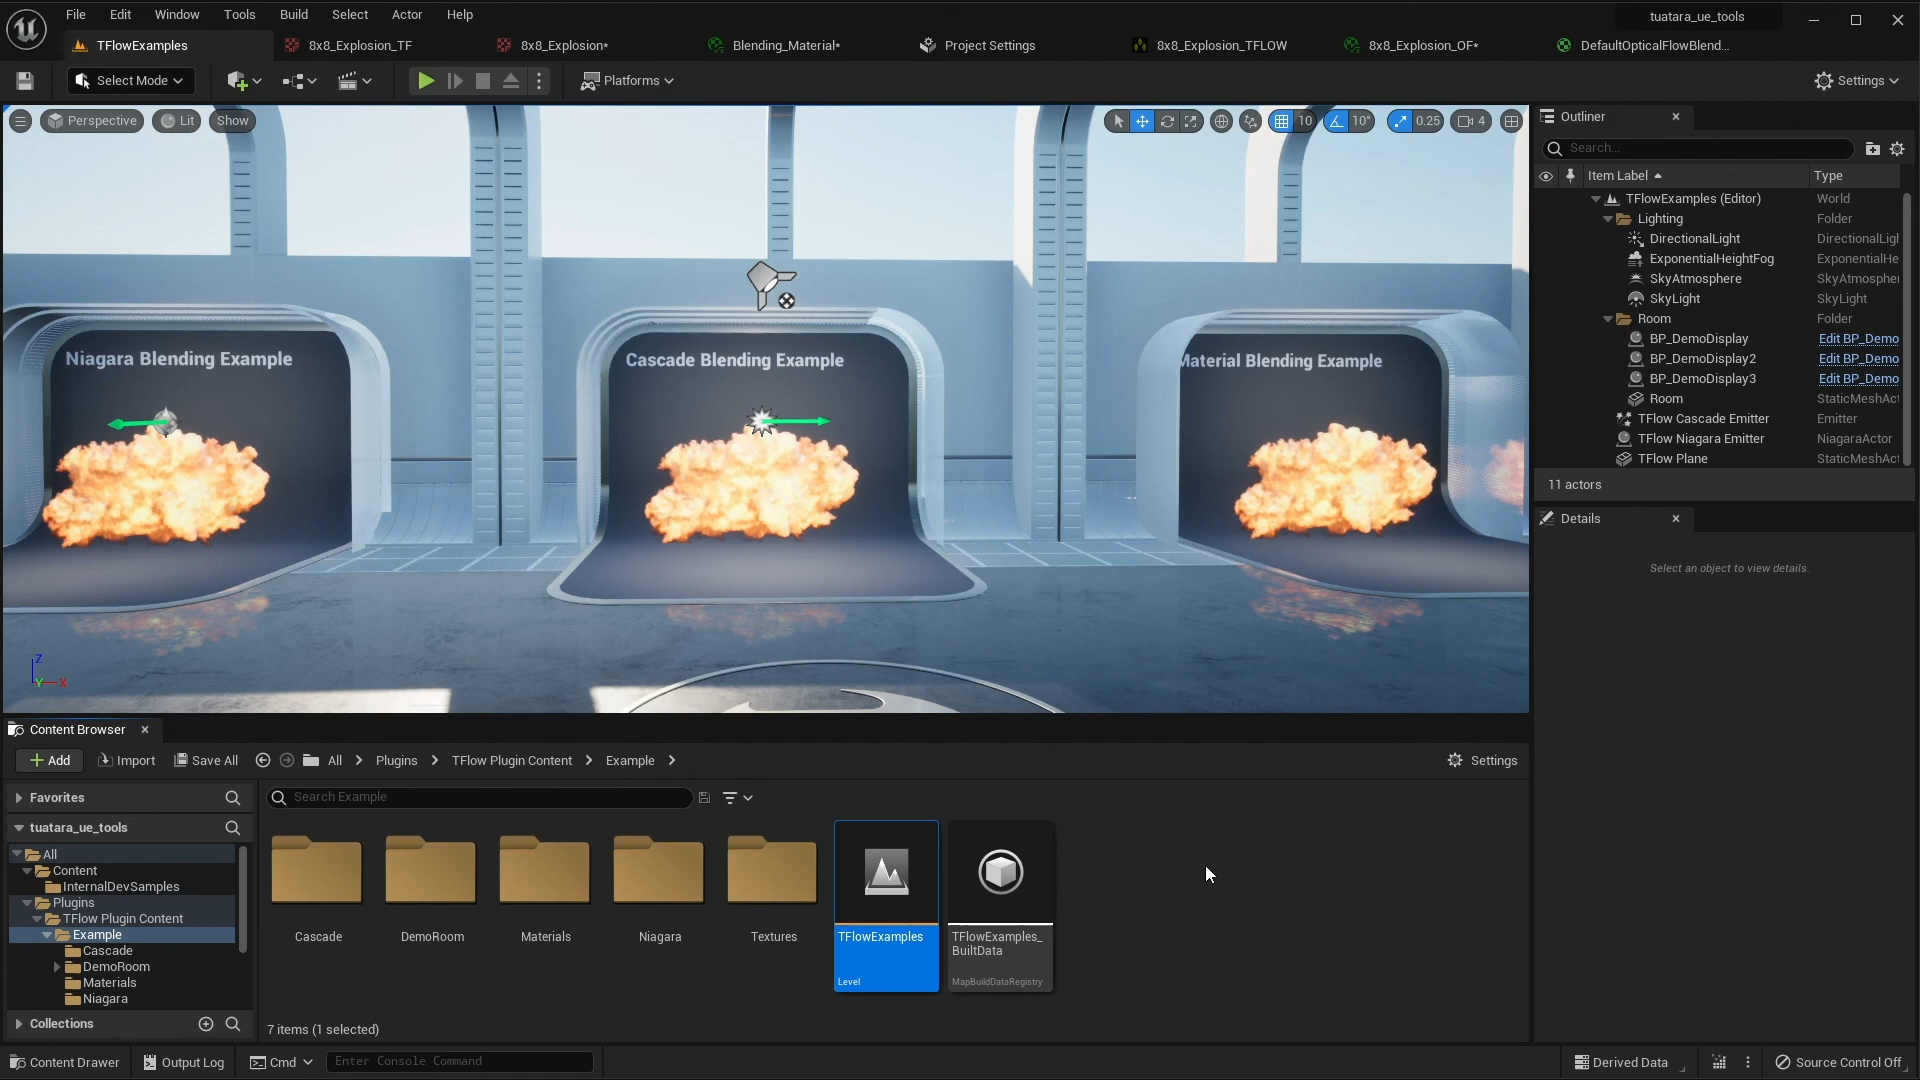 File Edit Window Tools Build Select Actor Help
tuatara_ue_tools
TFlowExamples
8x8_Explosion_TF
8x8_Explosion*
Blending_Material*
Project Settings
8x8_Explosion_TFLOW
8x8_Explosion_OF*
DefaultOpticalFlowBlend...
Select Mode
Platforms
Settings
Perspective
Lit
Show
10
10°
0.25
4
Niagara Blending Example
Cascade Blending Example
Material Blending Example
Z
Y
X
Outliner
Search...
Item Label Type
TFlowExamples (Editor) World
Lighting Folder
DirectionalLight DirectionalLigl
ExponentialHeightFog ExponentialHe
SkyAtmosphere SkyAtmospher
SkyLight SkyLight
Room Folder
BP_DemoDisplay Edit BP_Demo
BP_DemoDisplay2 Edit BP_Demo
BP_DemoDisplay3 Edit BP_Demo
Room StaticMeshAc
TFlow Cascade Emitter Emitter
TFlow Niagara Emitter NiagaraActor
TFlow Plane StaticMeshAc
11 actors
Details
Select an object to view details.
Content Browser
Add
Import
Save All
All
Plugins
TFlow Plugin Content
Example
Settings
Favorites
Search Example
tuatara_ue_tools
All
Content
InternalDevSamples
Plugins
TFlow Plugin Content
Example
Cascade
DemoRoom
Materials
Niagara
Collections
Cascade
DemoRoom
Materials
Niagara
Textures
TFlowExamples
Level
TFlowExamples_
BuiltData
MapBuildDataRegistry
7 items (1 selected)
Content Drawer
Output Log
Cmd
Enter Console Command
Derived Data
Source Control Off